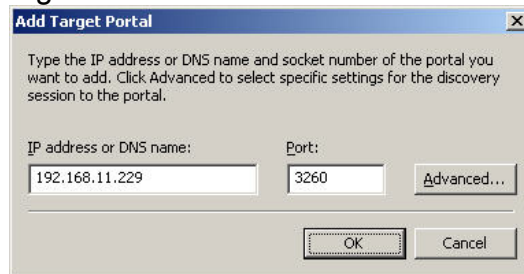 Add Target Portal
Type the IP address or DNS name and socket number of the portal you
want to add. Click Advanced to select specific settings for the discovery
session to the portal.
IP address or DNS name: Port:
192.168.11.229 3260 Advanced...
OK Cancel